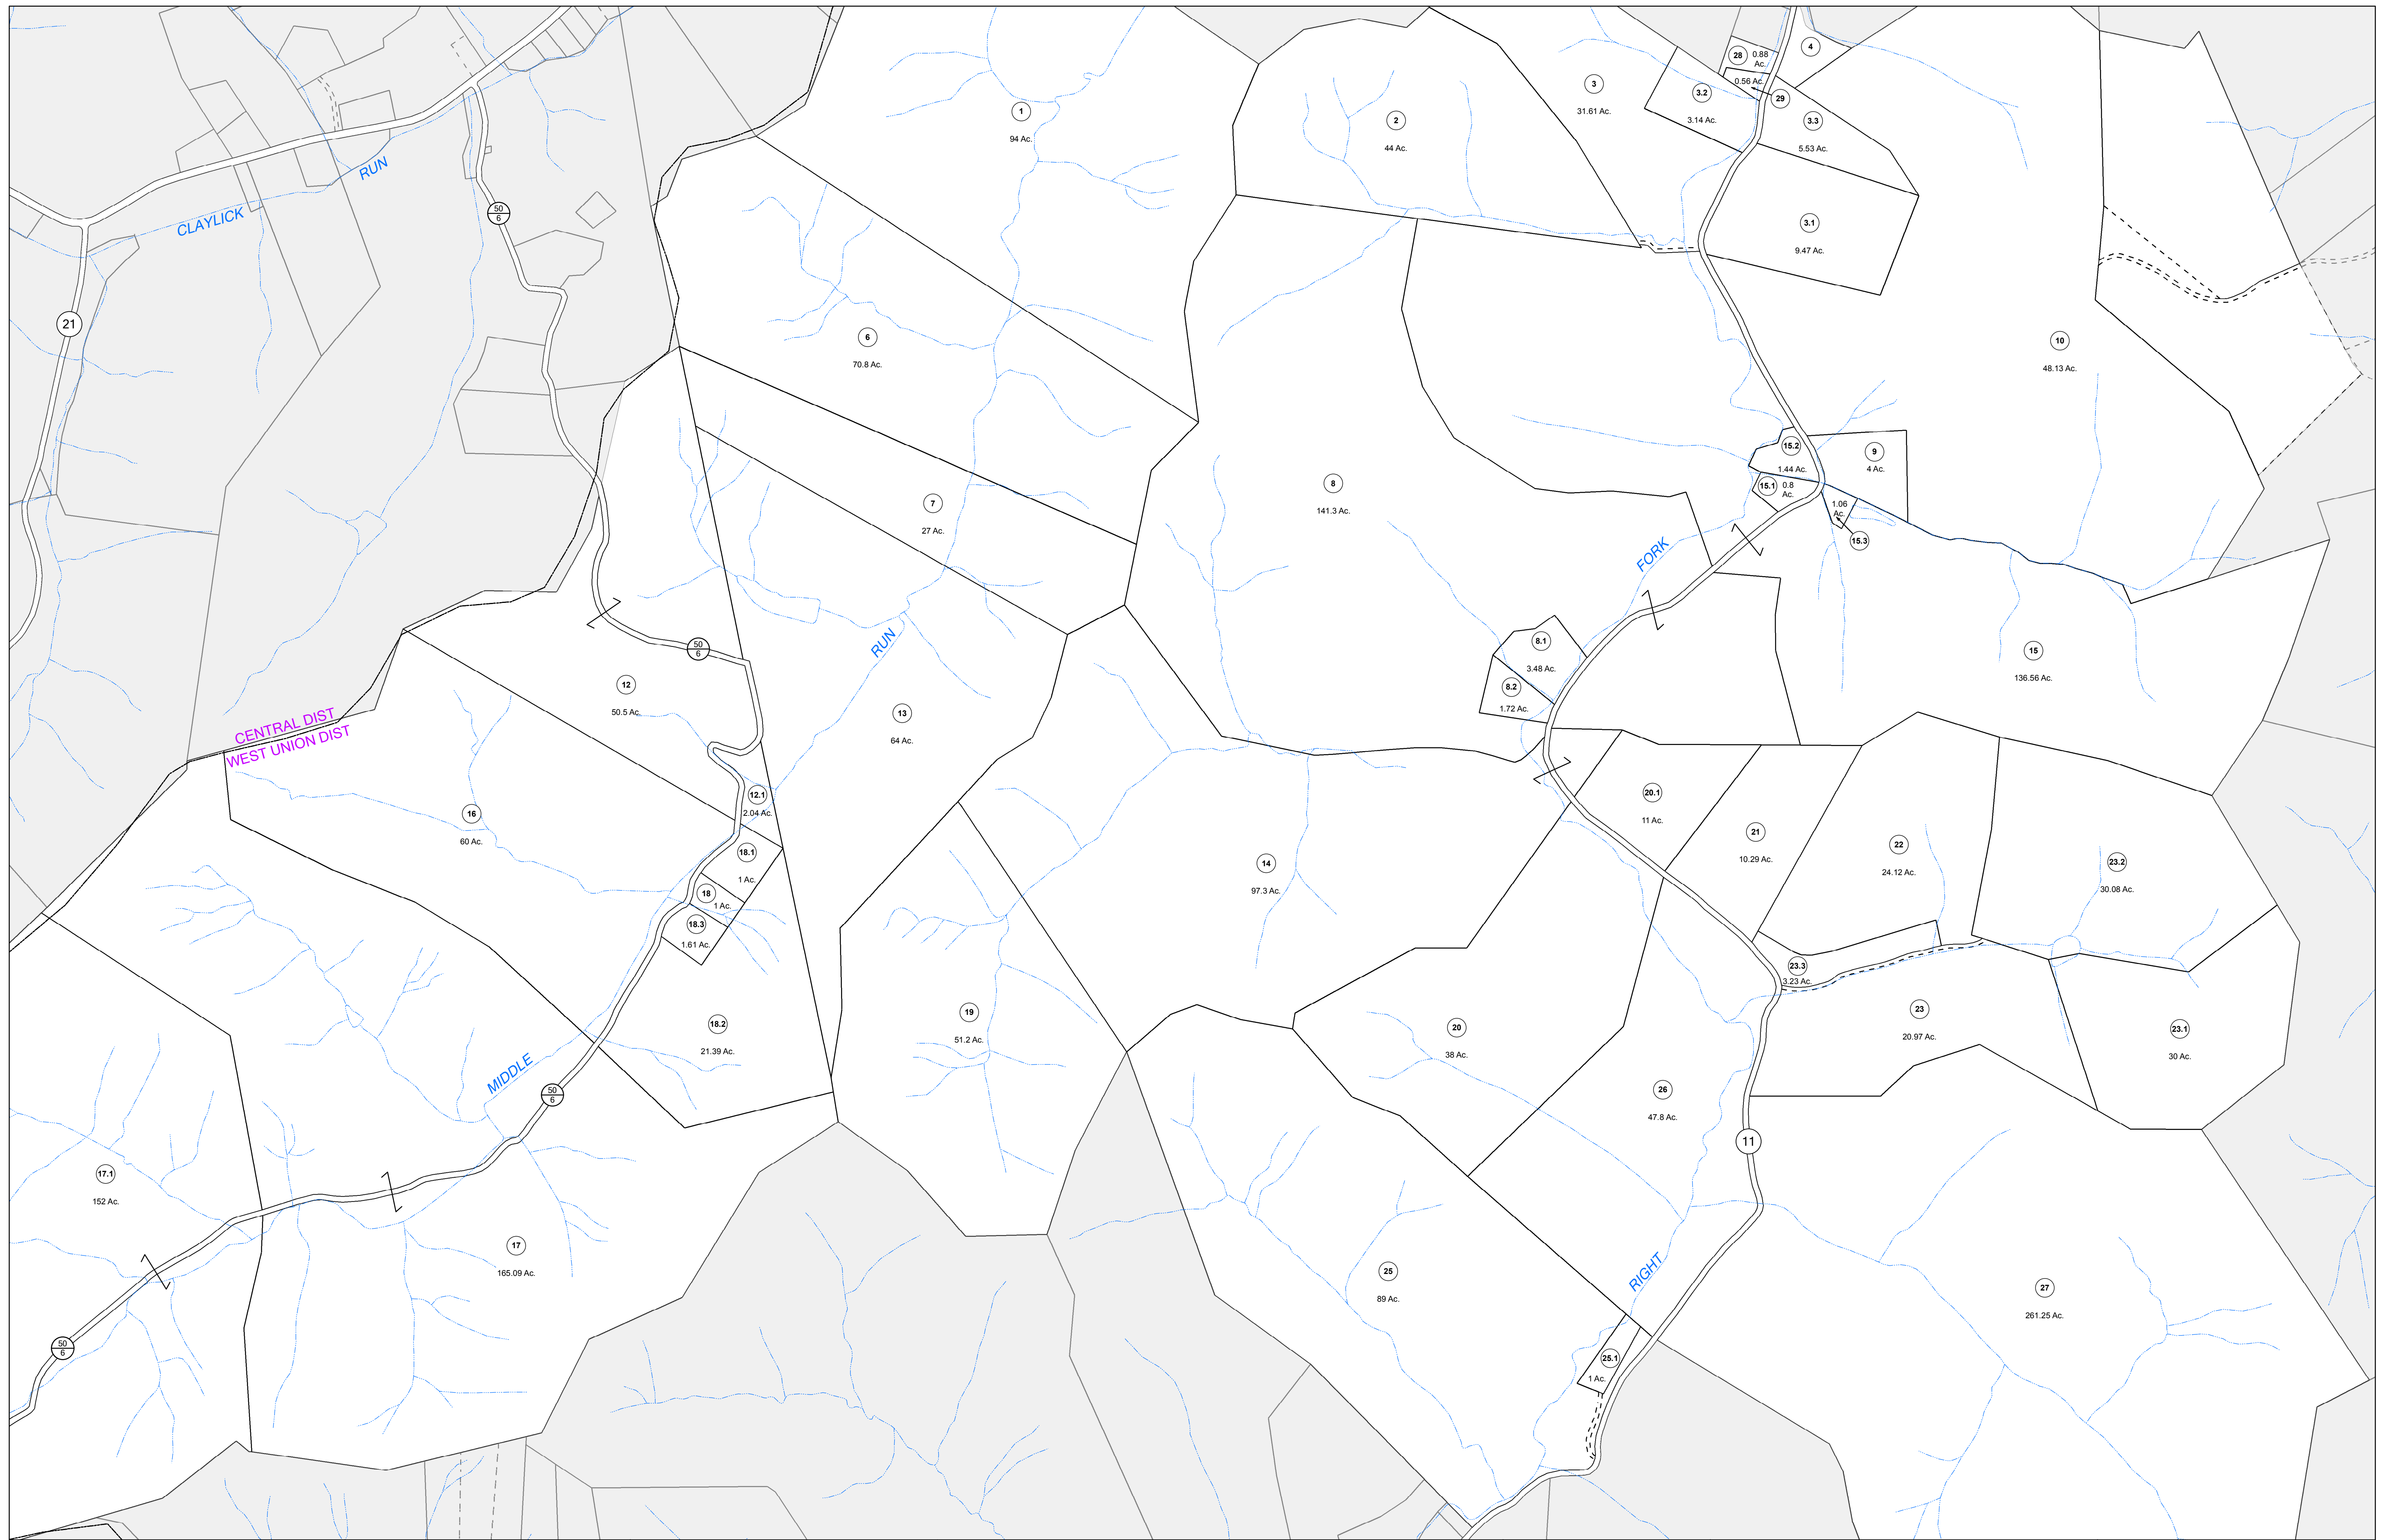 28
0.88
Ac.
4
3
31.61 Ac.
0.56 Ac.
29
3.2
3.14 Ac.
1
94 Ac.
2
44 Ac.
3.3
5.53 Ac.
CLAYLICK RUN
50
6
3.1
9.47 Ac.
21
6
70.8 Ac.
10
48.13 Ac.
15.2
1.44 Ac.
9
4 Ac.
15.1
0.8
Ac.
8
141.3 Ac.
7
27 Ac.
1.06
Ac.
15.3
FORK
RUN
50
6
8.1
3.48 Ac.
15
136.56 Ac.
12
50.5 Ac.
8.2
1.72 Ac.
13
64 Ac.
CENTRAL DIST
WEST UNION DIST
12.1
2.04 Ac.
20.1
11 Ac.
16
60 Ac.
21
10.29 Ac.
18.1
1 Ac.
22
24.12 Ac.
14
97.3 Ac.
23.2
30.08 Ac.
18
1 Ac.
18.3
1.61 Ac.
23.3
3.23 Ac.
19
51.2 Ac.
18.2
21.39 Ac.
20
38 Ac.
23
20.97 Ac.
23.1
30 Ac.
MIDDLE
50
6
26
47.8 Ac.
11
17.1
152 Ac.
17
165.09 Ac.
RIGHT
25
89 Ac.
27
261.25 Ac.
50
6
25.1
1 Ac.